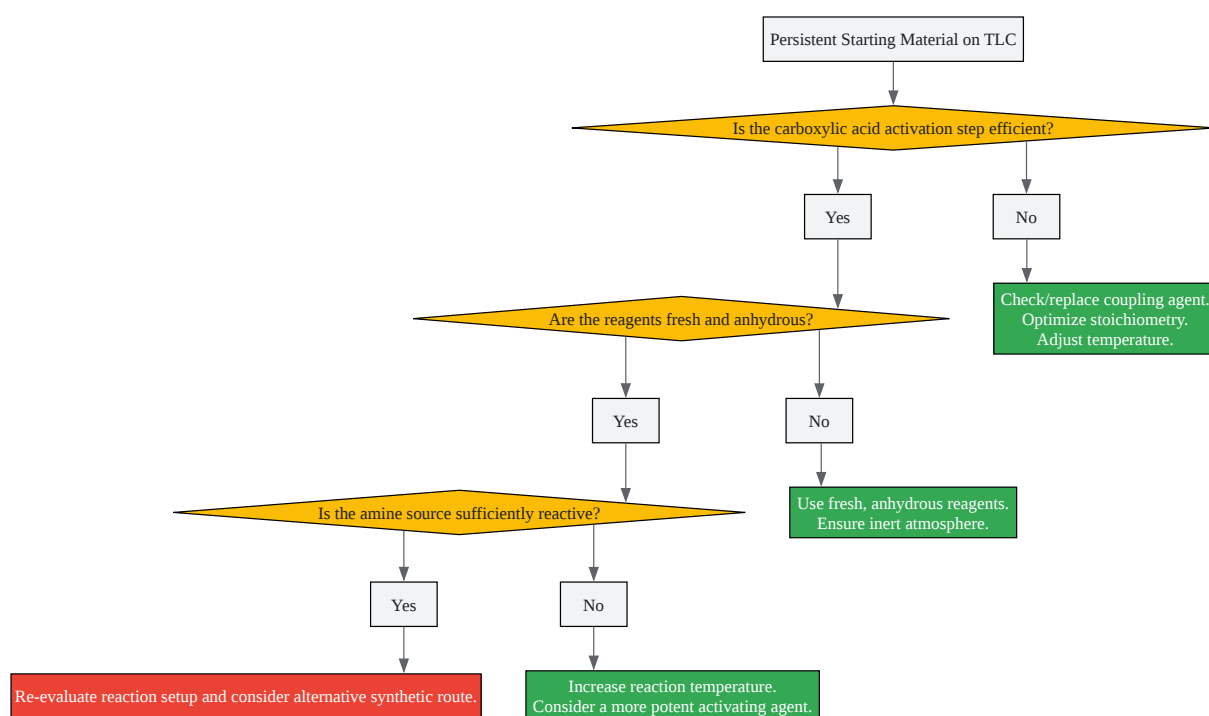 Persistent Starting Material on TLC
Is the carboxylic acid activation step efficient?
Yes
No
Check/replace coupling agent.
Optimize stoichiometry.
Adjust temperature.
Are the reagents fresh and anhydrous?
Yes
No
Use fresh, anhydrous reagents.
Ensure inert atmosphere.
Is the amine source sufficiently reactive?
Yes
No
Re-evaluate reaction setup and consider alternative synthetic route.
Increase reaction temperature.
Consider a more potent activating agent.